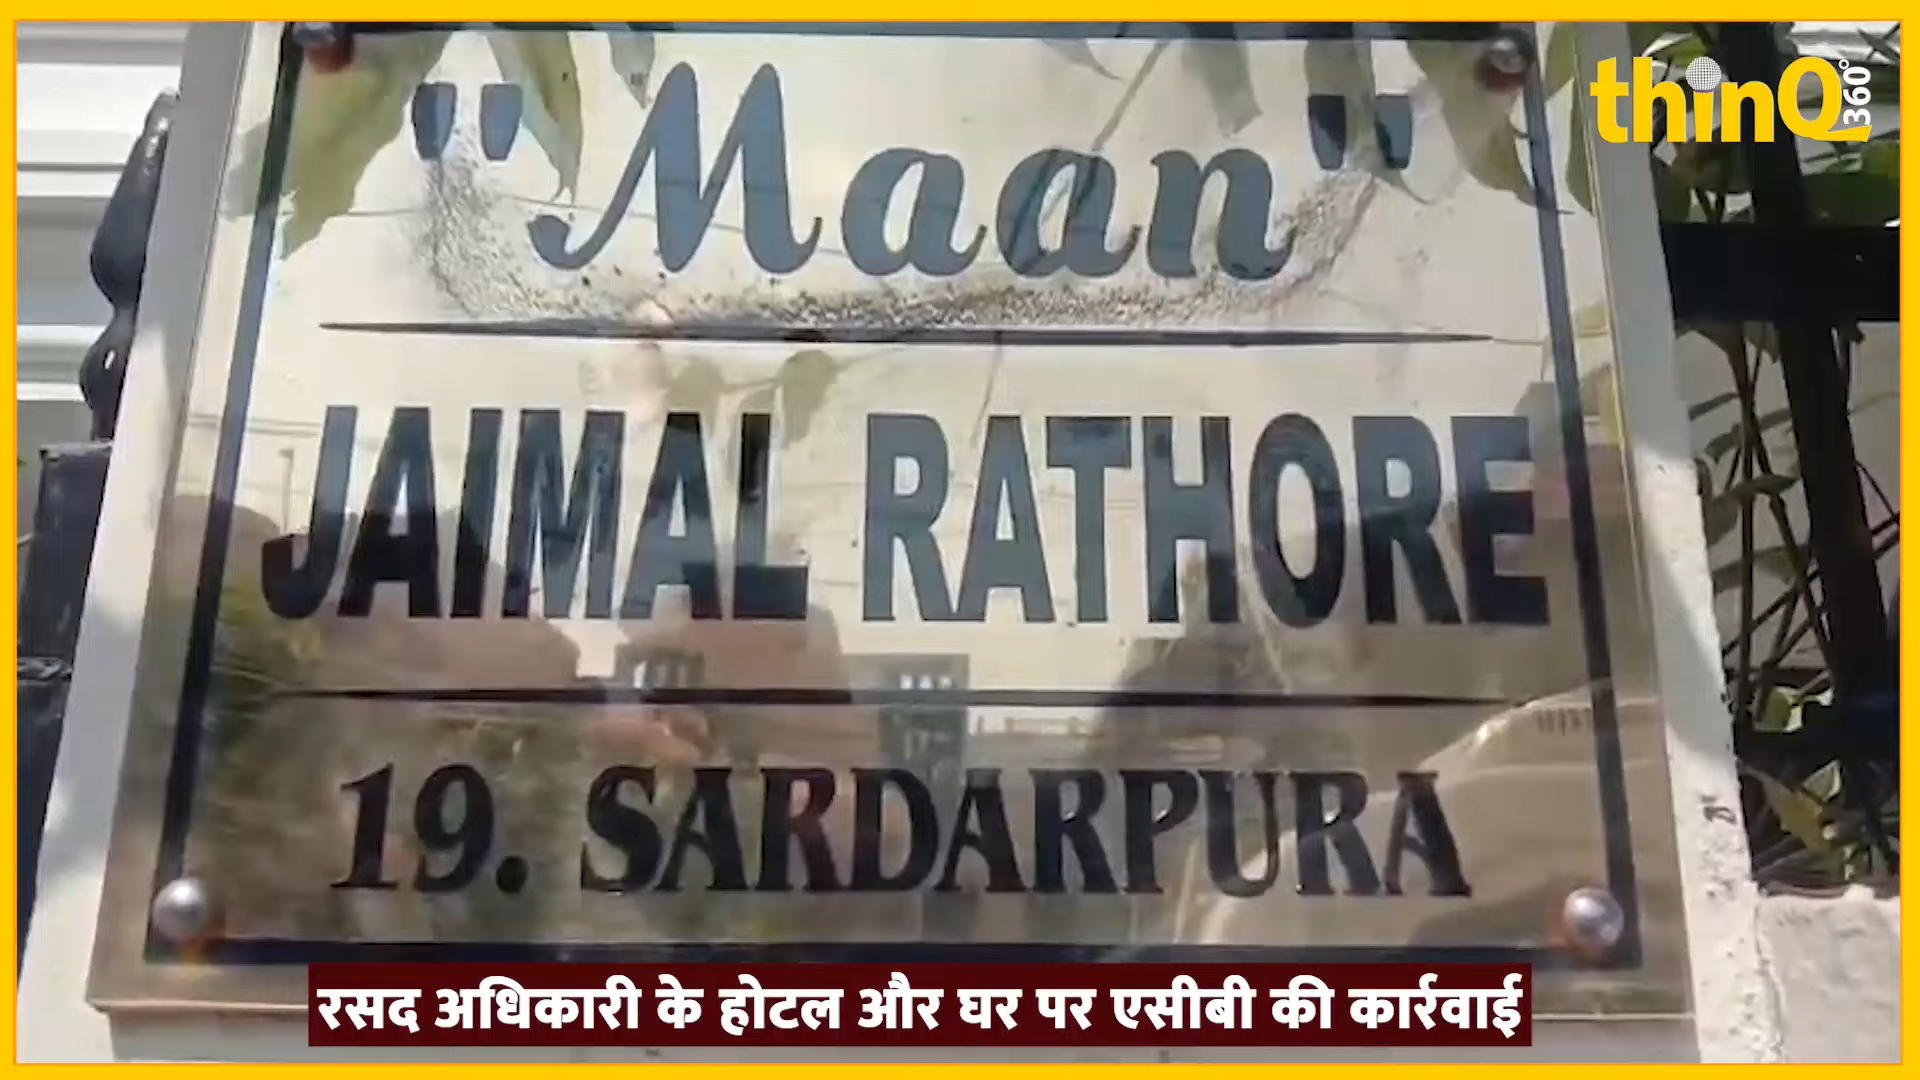 "Maan"
thinQ 360°
JAIMAL RATHORE
19. SARDARPURA
रसद अधिकारी के होटल और घर पर एसीबी की कार्रवाई